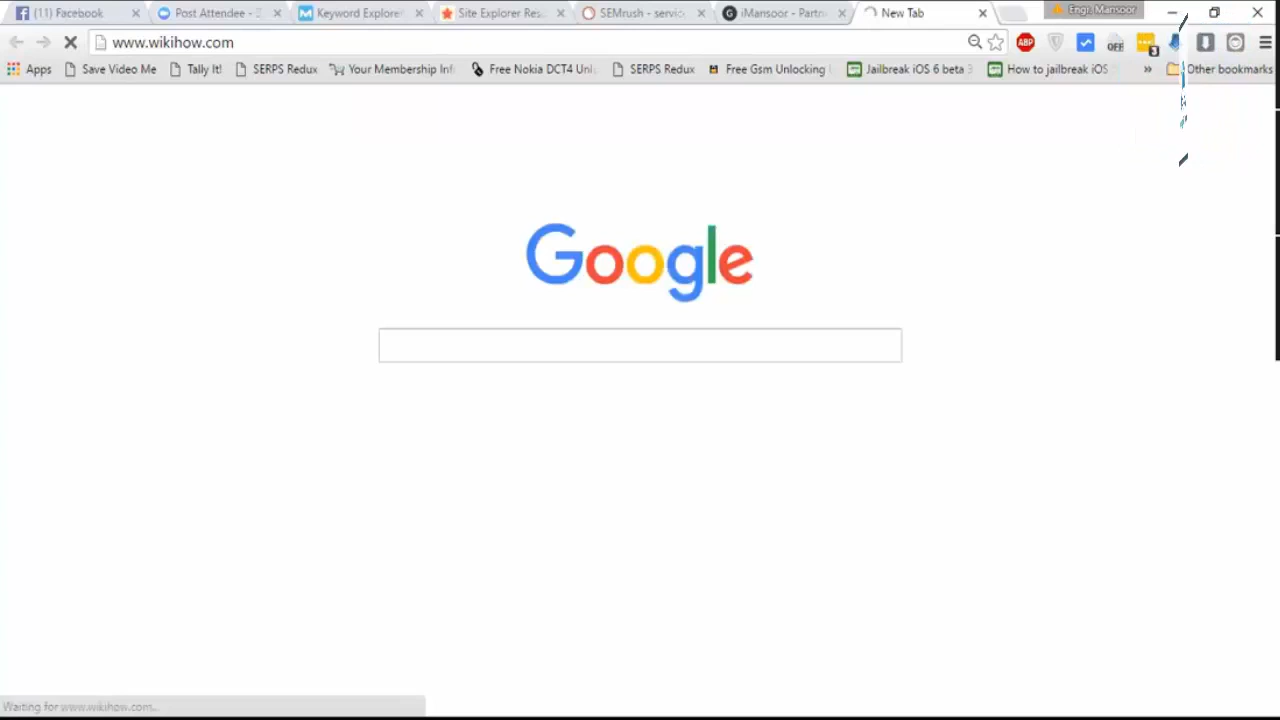 (11) Facebook Post Attendee - Keyword Explore Site Explorer Res SEMrush - servic iMansoor - Partn New Tab Engr. Mansoor
www.wikihow.com ABP OFF 3
Apps Save Video Me Tally It! SERPS Redux Your Membership Inf Free Nokia DCT4 Unl SERPS Redux Free Gsm Unlocking Jailbreak iOS 6 beta 3 How to jailbreak iOS » Other bookmarks
Google
Waiting for www.wikihow.com...